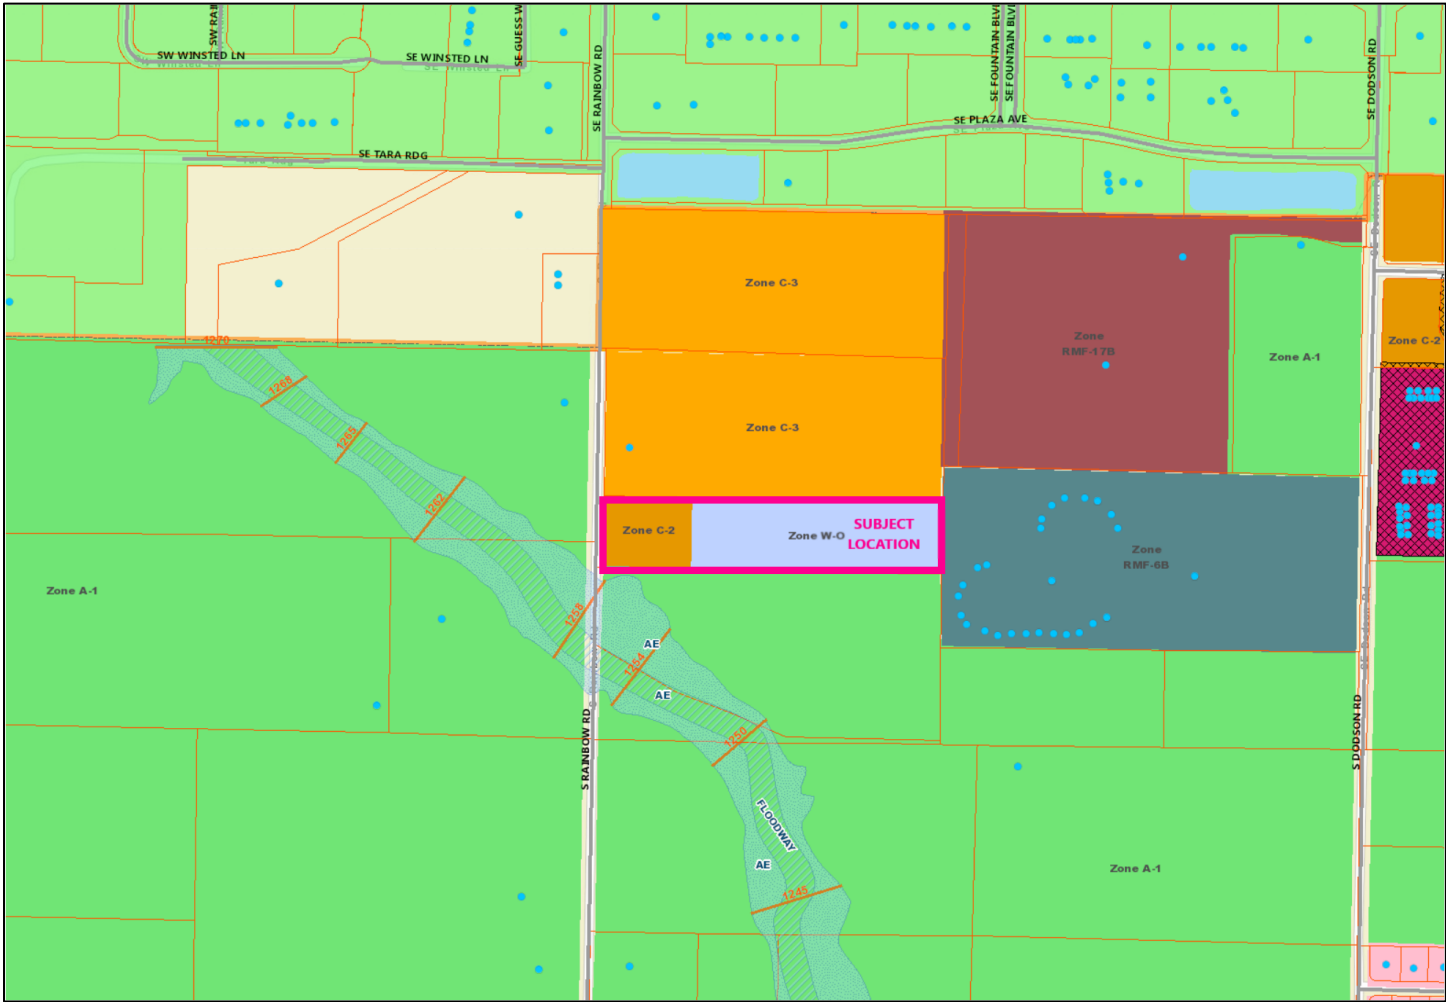 SW RAI
SE GUESS W
SE RAINBOW RD
SE FOUNTAIN BLVD
SE FOUNTAIN BLVD
SE DODSON RD
SW WINSTED LN
SE WINSTED LN
SE Winsted Ln
SE PLAZA AVE
SE TARA RDG
Zone C-3
Zone
RMF-17B
Zone A-1
Zone C-2
1270
1268
1265
1262
Zone C-3
Zone C-2
Zone W-O
SUBJECT
LOCATION
Zone
RMF-6B
Zone A-1
1258
AE
1254
AE
1250
S RAINBOW RD
S DODSON RD
FLOODWAY
AE
Zone A-1
1245